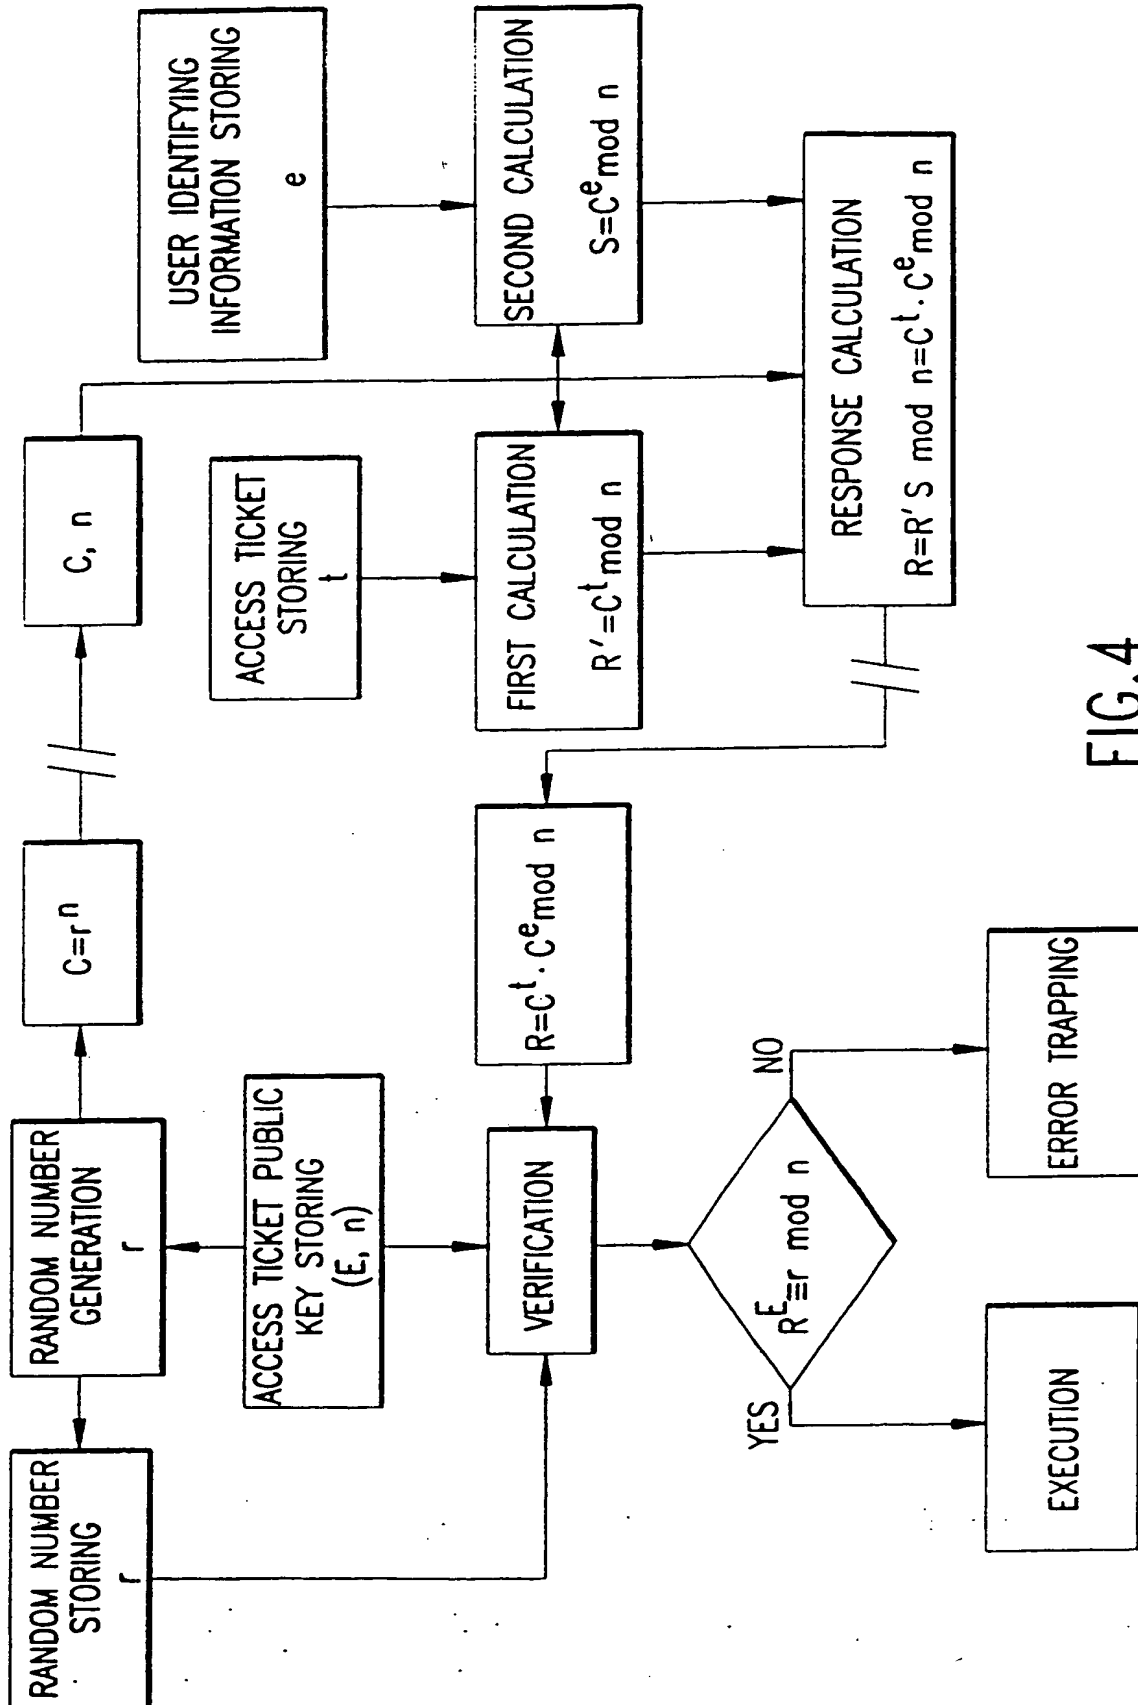 RANDOM NUMBER
STORING
r
RANDOM NUMBER
GENERATION
r
C=r^n
C, n
ACCESS TICKET PUBLIC
KEY STORING
(E, n)
ACCESS TICKET
STORING
t
USER IDENTIFYING
INFORMATION STORING
e
VERIFICATION
R=C^t·C^e mod n
FIRST CALCULATION
R'=C^t mod n
SECOND CALCULATION
S=C^e mod n
RESPONSE CALCULATION
R=R'S mod n=C^t·C^e mod n
R^E≡r mod n
YES
NO
EXECUTION
ERROR TRAPPING
FIG.4